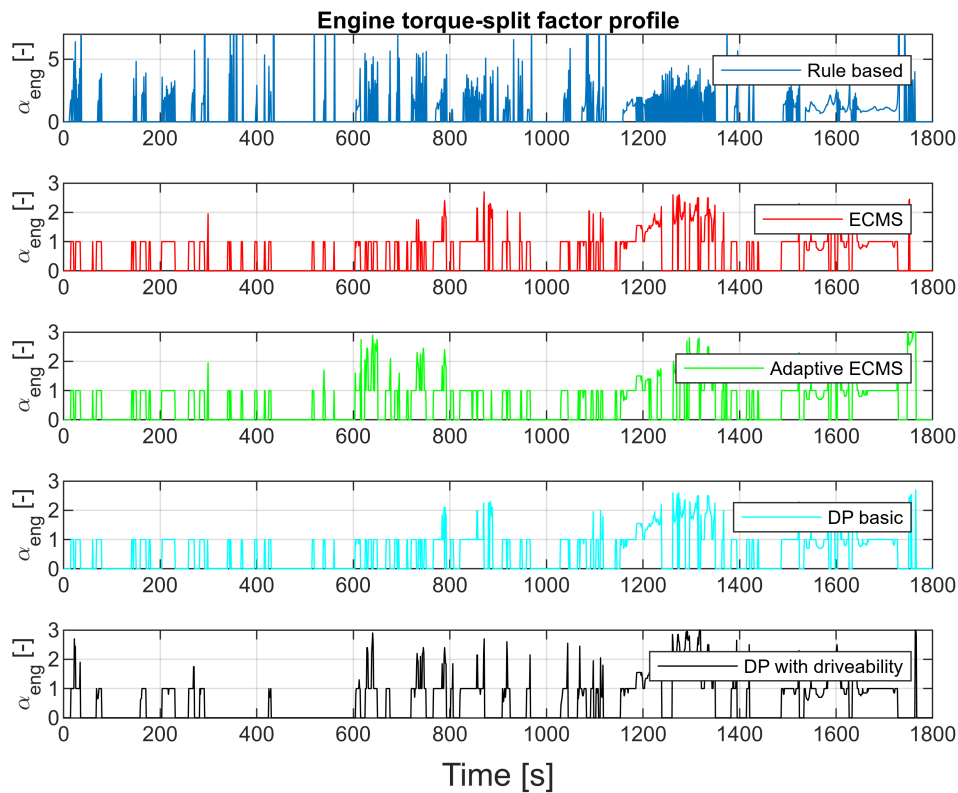 Engine torque-split factor profile
α_eng [-]
5
0
Rule based
0 200 400 600 800 1000 1200 1400 1600 1800
α_eng [-]
3
2
1
0
ECMS
0 200 400 600 800 1000 1200 1400 1600 1800
α_eng [-]
3
2
1
0
Adaptive ECMS
0 200 400 600 800 1000 1200 1400 1600 1800
α_eng [-]
3
2
1
0
DP basic
0 200 400 600 800 1000 1200 1400 1600 1800
α_eng [-]
3
2
1
0
DP with driveability
0 200 400 600 800 1000 1200 1400 1600 1800
Time [s]